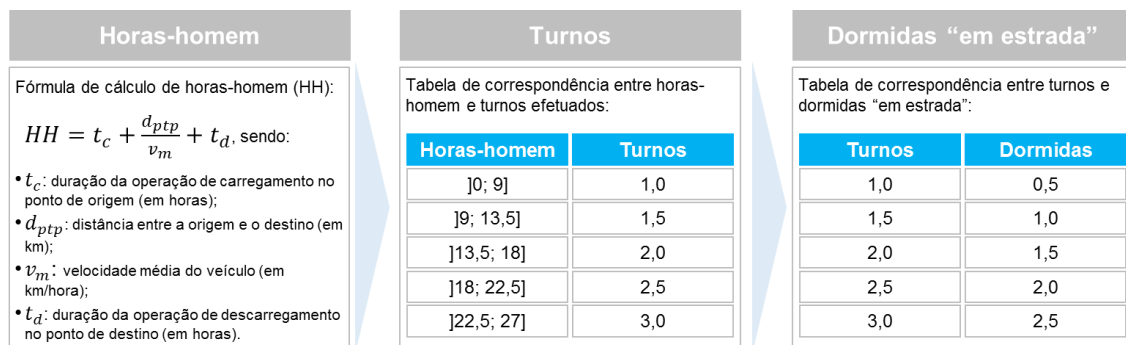 Horas-homem
Fórmula de cálculo de horas-homem (HH):
HH = t_c + d_ptp / v_m + t_d, sendo:
• t_c: duração da operação de carregamento no
ponto de origem (em horas);
• d_ptp: distância entre a origem e o destino (em
km);
• v_m: velocidade média do veículo (em
km/hora);
• t_d: duração da operação de descarregamento
no ponto de destino (em horas).
Turnos
Tabela de correspondência entre horas-
homem e turnos efetuados:
Horas-homem Turnos
]0; 9] 1,0
]9; 13,5] 1,5
]13,5; 18] 2,0
]18; 22,5] 2,5
]22,5; 27] 3,0
Dormidas “em estrada”
Tabela de correspondência entre turnos e
dormidas “em estrada”:
Turnos Dormidas
1,0 0,5
1,5 1,0
2,0 1,5
2,5 2,0
3,0 2,5